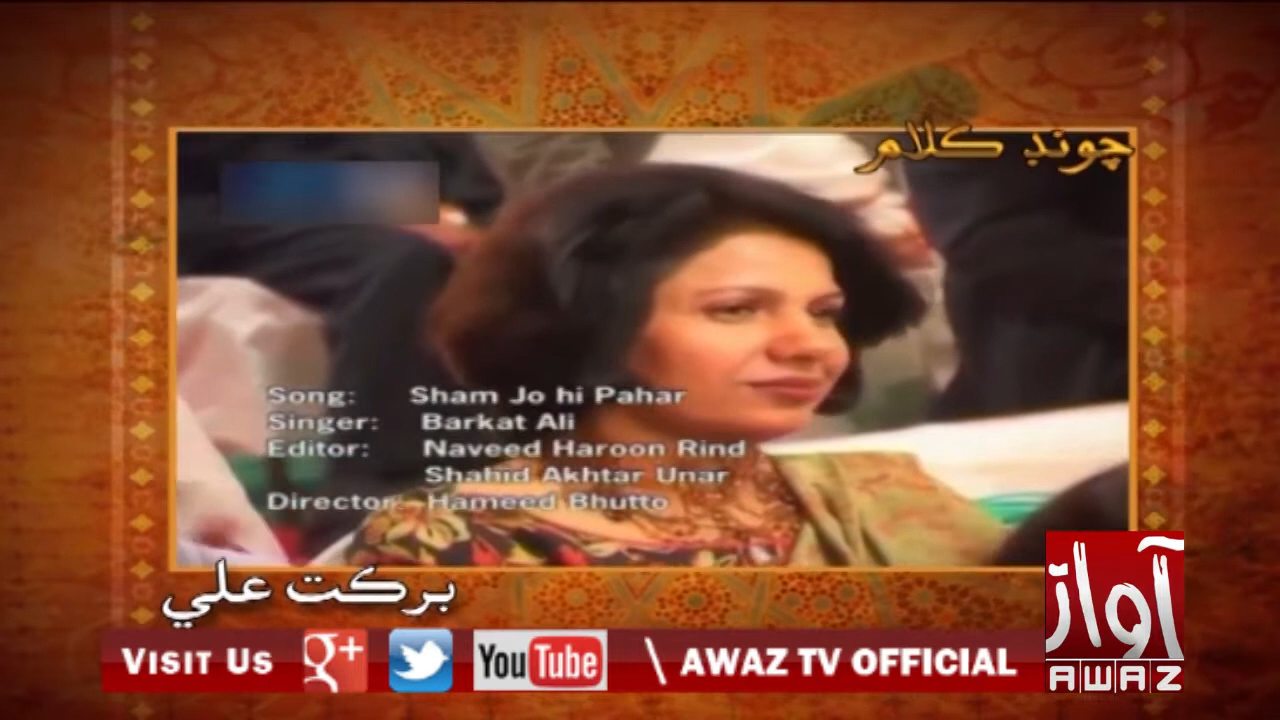 چونڊ ڪلام
Song: Sham Jo hi Pahar
Singer: Barkat Ali
Editor: Naveed Haroon Rind
Shahid Akhtar Unar
Director: Hameed Bhutto
برڪت علي
VISIT US g+ YouTube \ AWAZ TV OFFICIAL
آواز
AWAZ